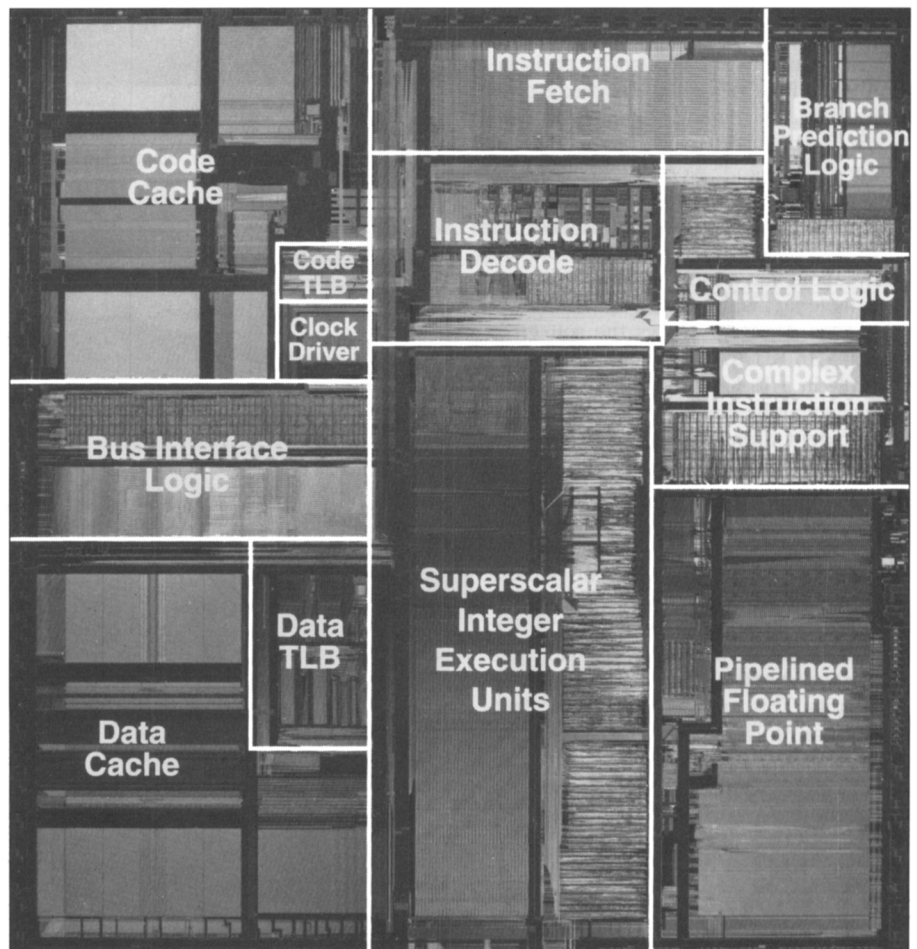 Instruction
Fetch
Branch
Prediction
Logic
Code
Cache
Instruction
Decode
Code
TLB
Control Logic
Clock
Driver
Complex
Instruction
Support
Bus Interface
Logic
Superscalar
Integer
Execution
Units
Data
TLB
Pipelined
Floating
Point
Data
Cache